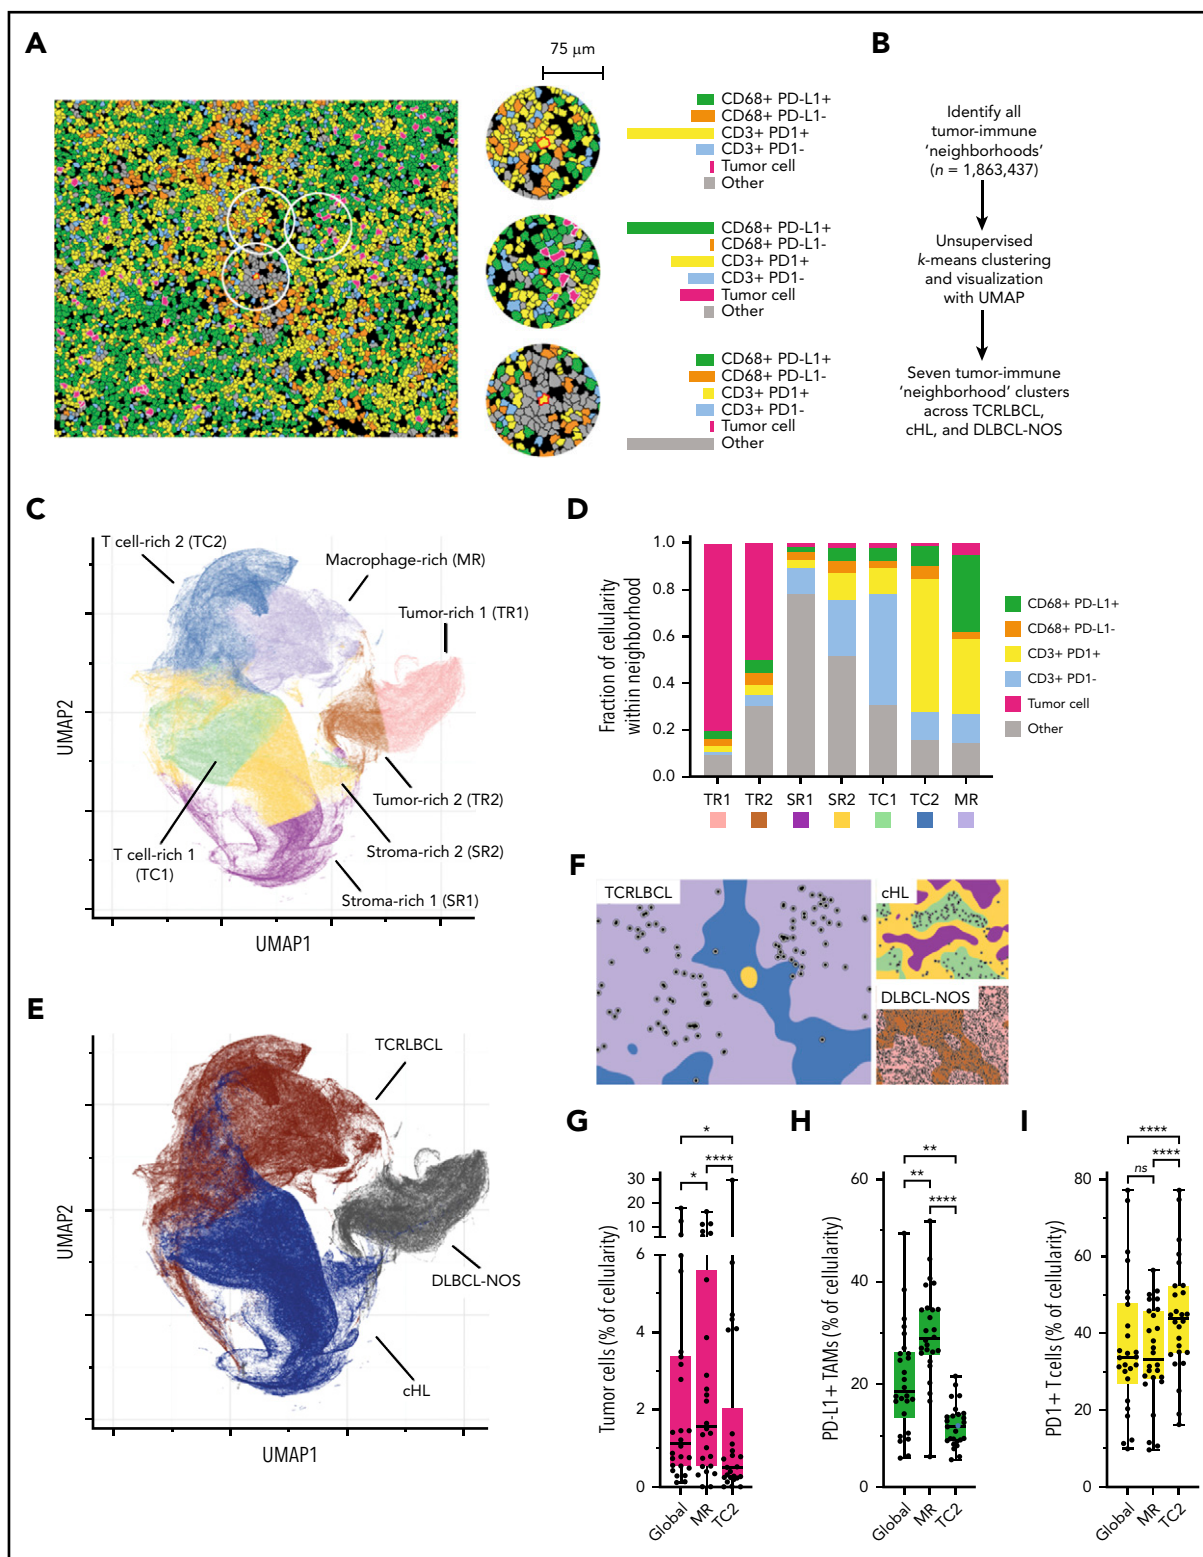 A
75 μm
CD68+ PD-L1+
CD68+ PD-L1-
CD3+ PD1+
CD3+ PD1-
Tumor cell
Other
CD68+ PD-L1+
CD68+ PD-L1-
CD3+ PD1+
CD3+ PD1-
Tumor cell
Other
CD68+ PD-L1+
CD68+ PD-L1-
CD3+ PD1+
CD3+ PD1-
Tumor cell
Other
B
Identify all
tumor-immune
'neighborhoods'
(n = 1,863,437)
Unsupervised
k-means clustering
and visualization
with UMAP
Seven tumor-immune
'neighborhood' clusters
across TCRLBCL,
cHL, and DLBCL-NOS
C
T cell-rich 2 (TC2)
Macrophage-rich (MR)
Tumor-rich 1 (TR1)
Tumor-rich 2 (TR2)
Stroma-rich 2 (SR2)
T cell-rich 1
(TC1)
Stroma-rich 1 (SR1)
UMAP2
UMAP1
D
Fraction of cellularity
within neighborhood
1.0
0.8
0.6
0.4
0.2
0.0
TR1 TR2 SR1 SR2 TC1 TC2 MR
CD68+ PD-L1+
CD68+ PD-L1-
CD3+ PD1+
CD3+ PD1-
Tumor cell
Other
E
TCRLBCL
DLBCL-NOS
cHL
UMAP2
UMAP1
F
TCRLBCL
cHL
DLBCL-NOS
G
*
****
*
Tumor cells (% of cellularity)
30
20
10
6
4
2
0
Global MR TC2
H
**
**
****
PD-L1+ TAMs (% of cellularity)
60
40
20
0
Global MR TC2
I
****
ns
****
PD1+ T cells (% of cellularity)
80
60
40
20
0
Global MR TC2